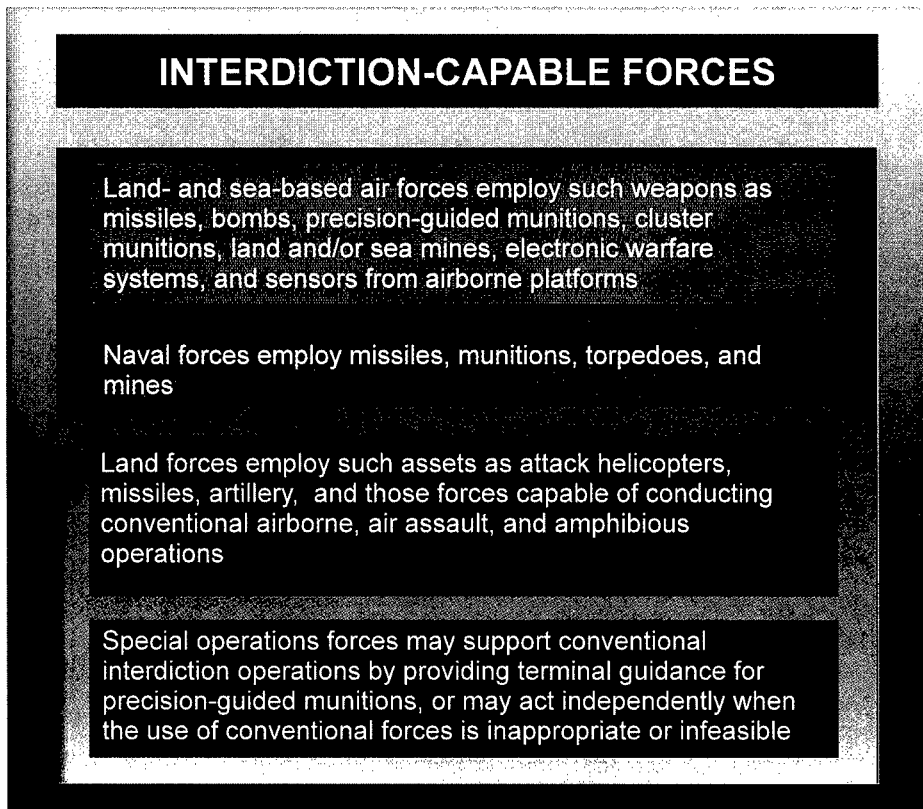 INTERDICTION-CAPABLE FORCES
Land- and sea-based air forces employ such weapons as
missiles, bombs, precision-guided munitions, cluster
munitions, land and/or sea mines, electronic warfare
systems, and sensors from airborne platforms
Naval forces employ missiles, munitions, torpedoes, and
mines
Land forces employ such assets as attack helicopters,
missiles, artillery,  and those forces capable of conducting
conventional airborne, air assault, and amphibious
operations
Special operations forces may support conventional
interdiction operations by providing terminal guidance for
precision-guided munitions, or may act independently when
the use of conventional forces is inappropriate or infeasible